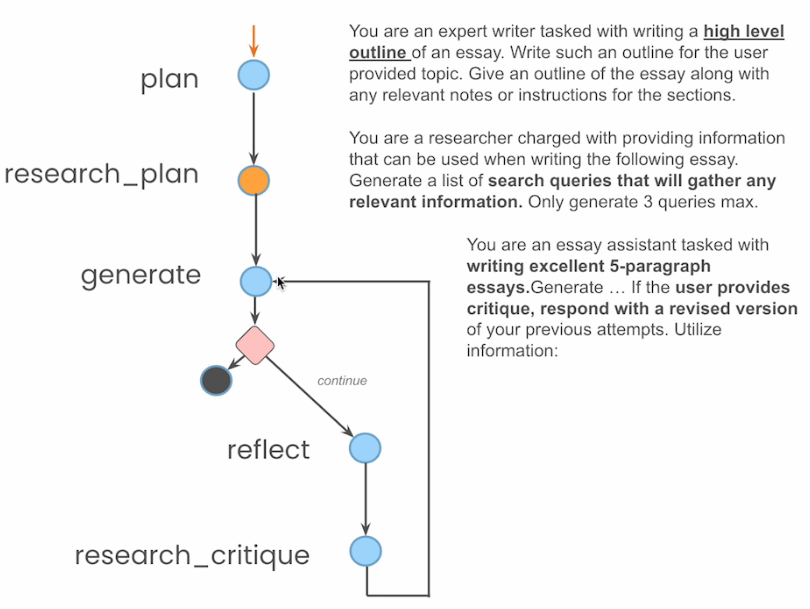 You are an expert writer tasked with writing a high level
outline of an essay. Write such an outline for the user
provided topic. Give an outline of the essay along with
any relevant notes or instructions for the sections.
plan
You are a researcher charged with providing information
that can be used when writing the following essay.
Generate a list of search queries that will gather any
relevant information. Only generate 3 queries max.
research_plan
You are an essay assistant tasked with
writing excellent 5-paragraph
essays.Generate … If the user provides
critique, respond with a revised version
of your previous attempts. Utilize
information:
generate
continue
reflect
research_critique